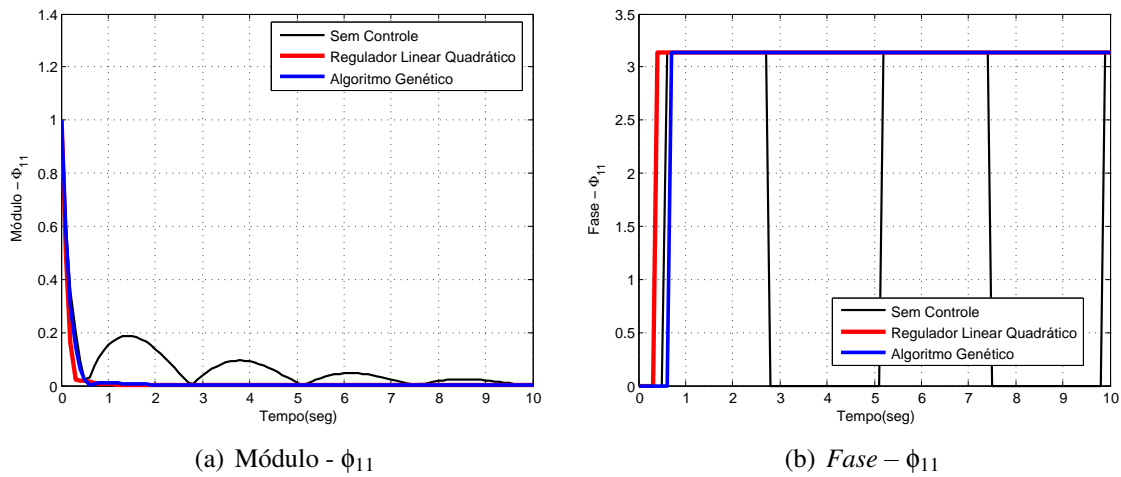 1.4
1.2
1
0.8
0.6
0.4
0.2
0
Módulo – Φ11
0 1 2 3 4 5 6 7 8 9 10
Tempo(seg)
Sem Controle
Regulador Linear Quadrático
Algoritmo Genético
(a) Módulo - ϕ11
3.5
3
2.5
2
1.5
1
0.5
0
Fase – Φ11
0 1 2 3 4 5 6 7 8 9 10
Tempo(seg)
Sem Controle
Regulador Linear Quadrático
Algoritmo Genético
(b) Fase – ϕ11